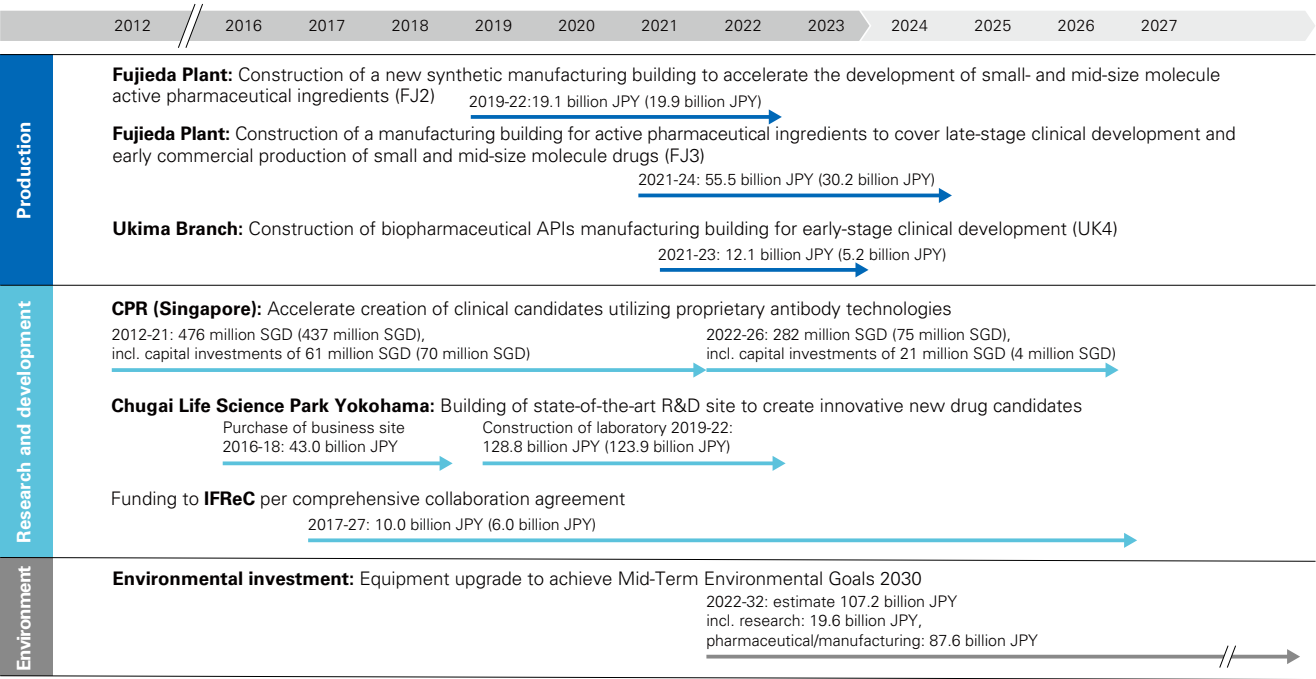 2012 2016 2017 2018 2019 2020 2021 2022 2023 2024 2025 2026 2027
Production
Fujieda Plant: Construction of a new synthetic manufacturing building to accelerate the development of small- and mid-size molecule
active pharmaceutical ingredients (FJ2)
2019-22:19.1 billion JPY (19.9 billion JPY)
Fujieda Plant: Construction of a manufacturing building for active pharmaceutical ingredients to cover late-stage clinical development and
early commercial production of small and mid-size molecule drugs (FJ3)
2021-24: 55.5 billion JPY (30.2 billion JPY)
Ukima Branch: Construction of biopharmaceutical APIs manufacturing building for early-stage clinical development (UK4)
2021-23: 12.1 billion JPY (5.2 billion JPY)
Research and development
CPR (Singapore): Accelerate creation of clinical candidates utilizing proprietary antibody technologies
2012-21: 476 million SGD (437 million SGD),
incl. capital investments of 61 million SGD (70 million SGD)
2022-26: 282 million SGD (75 million SGD),
incl. capital investments of 21 million SGD (4 million SGD)
Chugai Life Science Park Yokohama: Building of state-of-the-art R&D site to create innovative new drug candidates
Purchase of business site
2016-18: 43.0 billion JPY
Construction of laboratory 2019-22:
128.8 billion JPY (123.9 billion JPY)
Funding to IFReC per comprehensive collaboration agreement
2017-27: 10.0 billion JPY (6.0 billion JPY)
Environment
Environmental investment: Equipment upgrade to achieve Mid-Term Environmental Goals 2030
2022-32: estimate 107.2 billion JPY
incl. research: 19.6 billion JPY,
pharmaceutical/manufacturing: 87.6 billion JPY